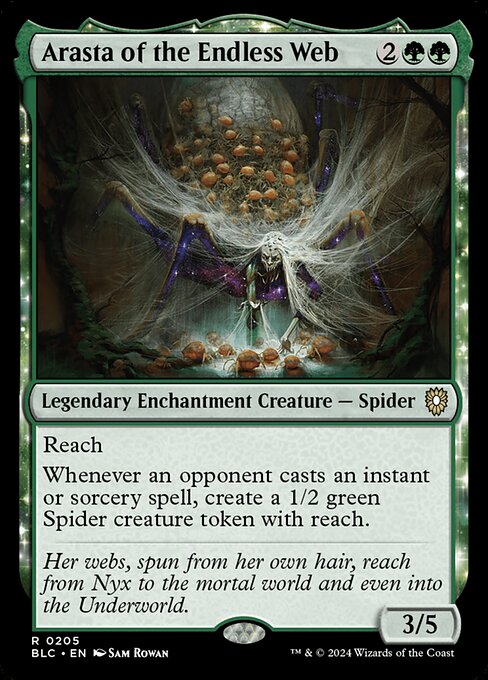 Arasta of the Endless Web 2
Legendary Enchantment Creature — Spider
Reach
Whenever an opponent casts an instant
or sorcery spell, create a 1/2 green
Spider creature token with reach.
Her webs, spun from her own hair, reach
from Nyx to the mortal world and even into
the Underworld.
3/5
R 0205
BLC • EN Sam Rowan
™ & © 2024 Wizards of the Coast